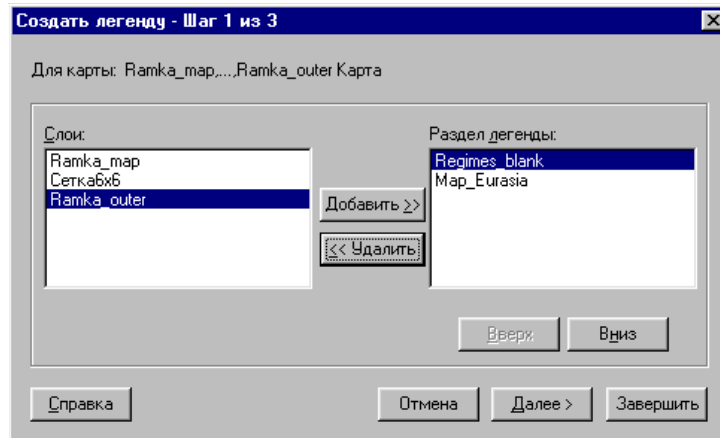 Создать легенду - Шаг 1 из 3
Для карты: Ramka_map,...,Ramka_outer Карта
Слои:
Ramka_map
Сетка6x6
Ramka_outer
Добавить >>
<< Удалить
Раздел легенды:
Regimes_blank
Map_Eurasia
Вверх
Вниз
Справка
Отмена
Далее >
Завершить